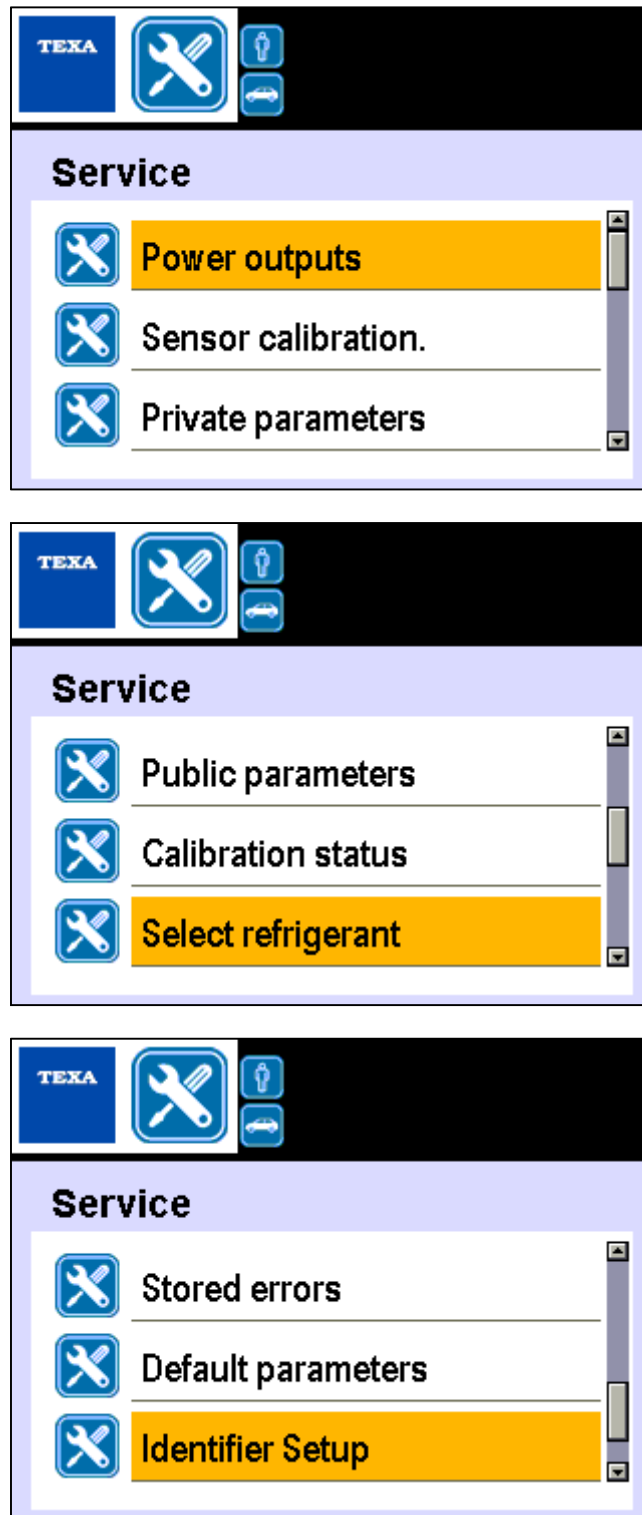 TEXA
Service
Power outputs
Sensor calibration.
Private parameters
TEXA
Service
Public parameters
Calibration status
Select refrigerant
TEXA
Service
Stored errors
Default parameters
Identifier Setup